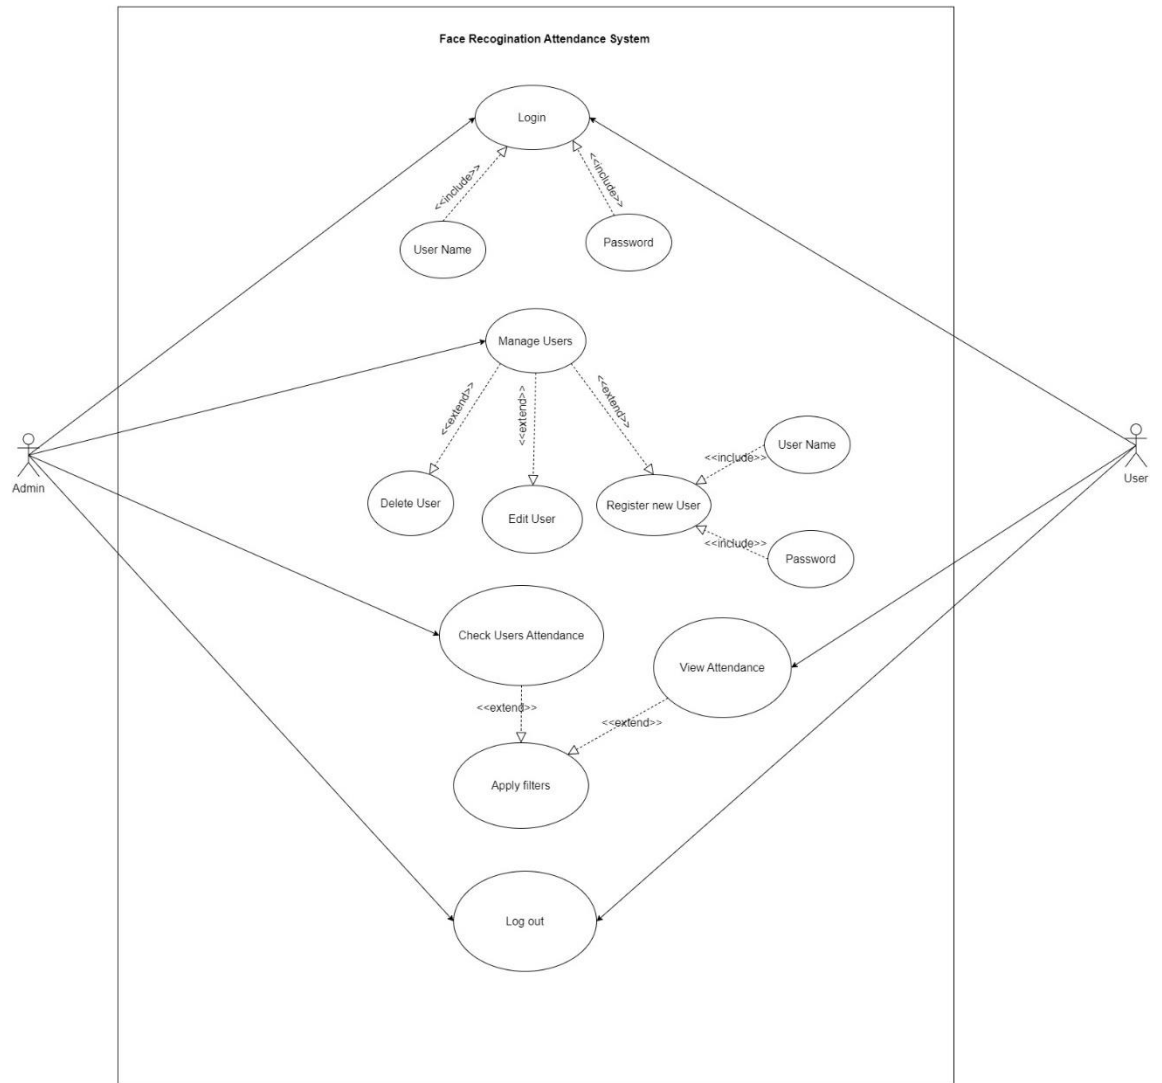 Face Recogination Attendance System
Login
<<include>>
<<include>>
User Name
Password
Manage Users
<<extend>>
<<extend>>
<<extend>>
User Name
<<include>>
Delete User
Edit User
Register new User
<<include>>
Password
Admin
User
Check Users Attendance
View Attendance
<<extend>>
<<extend>>
Apply filters
Log out